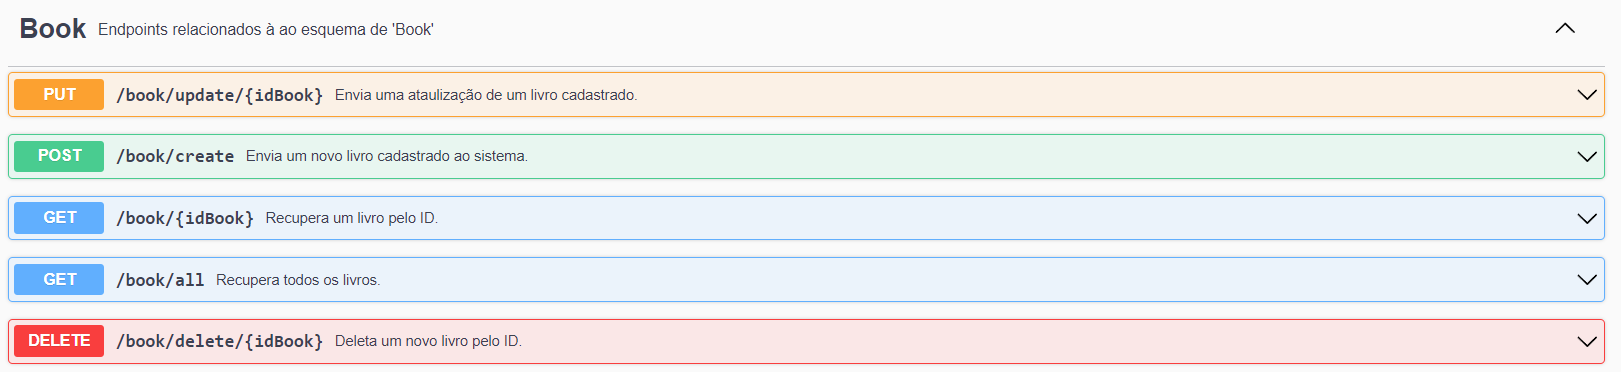 Book Endpoints relacionados à ao esquema de 'Book'
PUT /book/update/{idBook} Envia uma ataulização de um livro cadastrado.
POST /book/create Envia um novo livro cadastrado ao sistema.
GET /book/{idBook} Recupera um livro pelo ID.
GET /book/all Recupera todos os livros.
DELETE /book/delete/{idBook} Deleta um novo livro pelo ID.